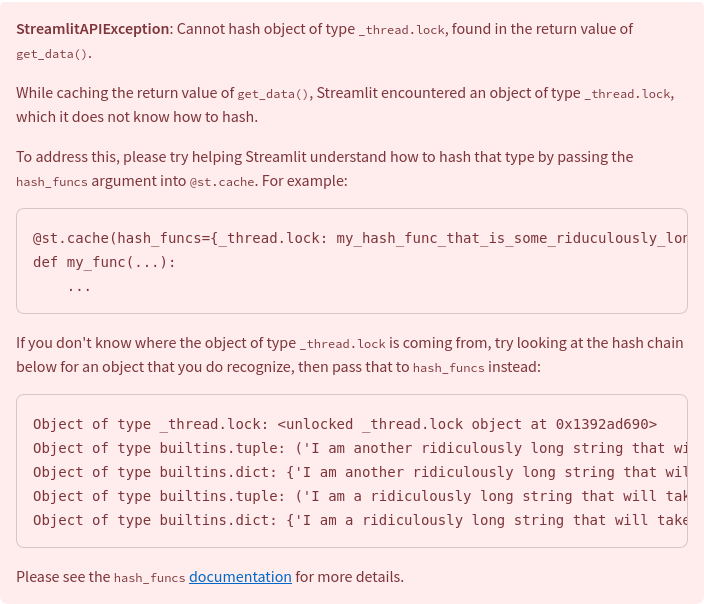 StreamlitAPIException: Cannot hash object of type _thread.lock, found in the return value of
get_data().
While caching the return value of get_data(), Streamlit encountered an object of type _thread.lock,
which it does not know how to hash.
To address this, please try helping Streamlit understand how to hash that type by passing the
hash_funcs argument into @st.cache. For example:
@st.cache(hash_funcs={_thread.lock: my_hash_func_that_is_some_riduculously_lon
def my_func(...):
    ...
If you don't know where the object of type _thread.lock is coming from, try looking at the hash chain
below for an object that you do recognize, then pass that to hash_funcs instead:
Object of type _thread.lock: <unlocked _thread.lock object at 0x1392ad690>
Object of type builtins.tuple: ('I am another ridiculously long string that wi
Object of type builtins.dict: {'I am another ridiculously long string that wil
Object of type builtins.tuple: ('I am a ridiculously long string that will tak
Object of type builtins.dict: {'I am a ridiculously long string that will take
Please see the hash_funcs documentation for more details.